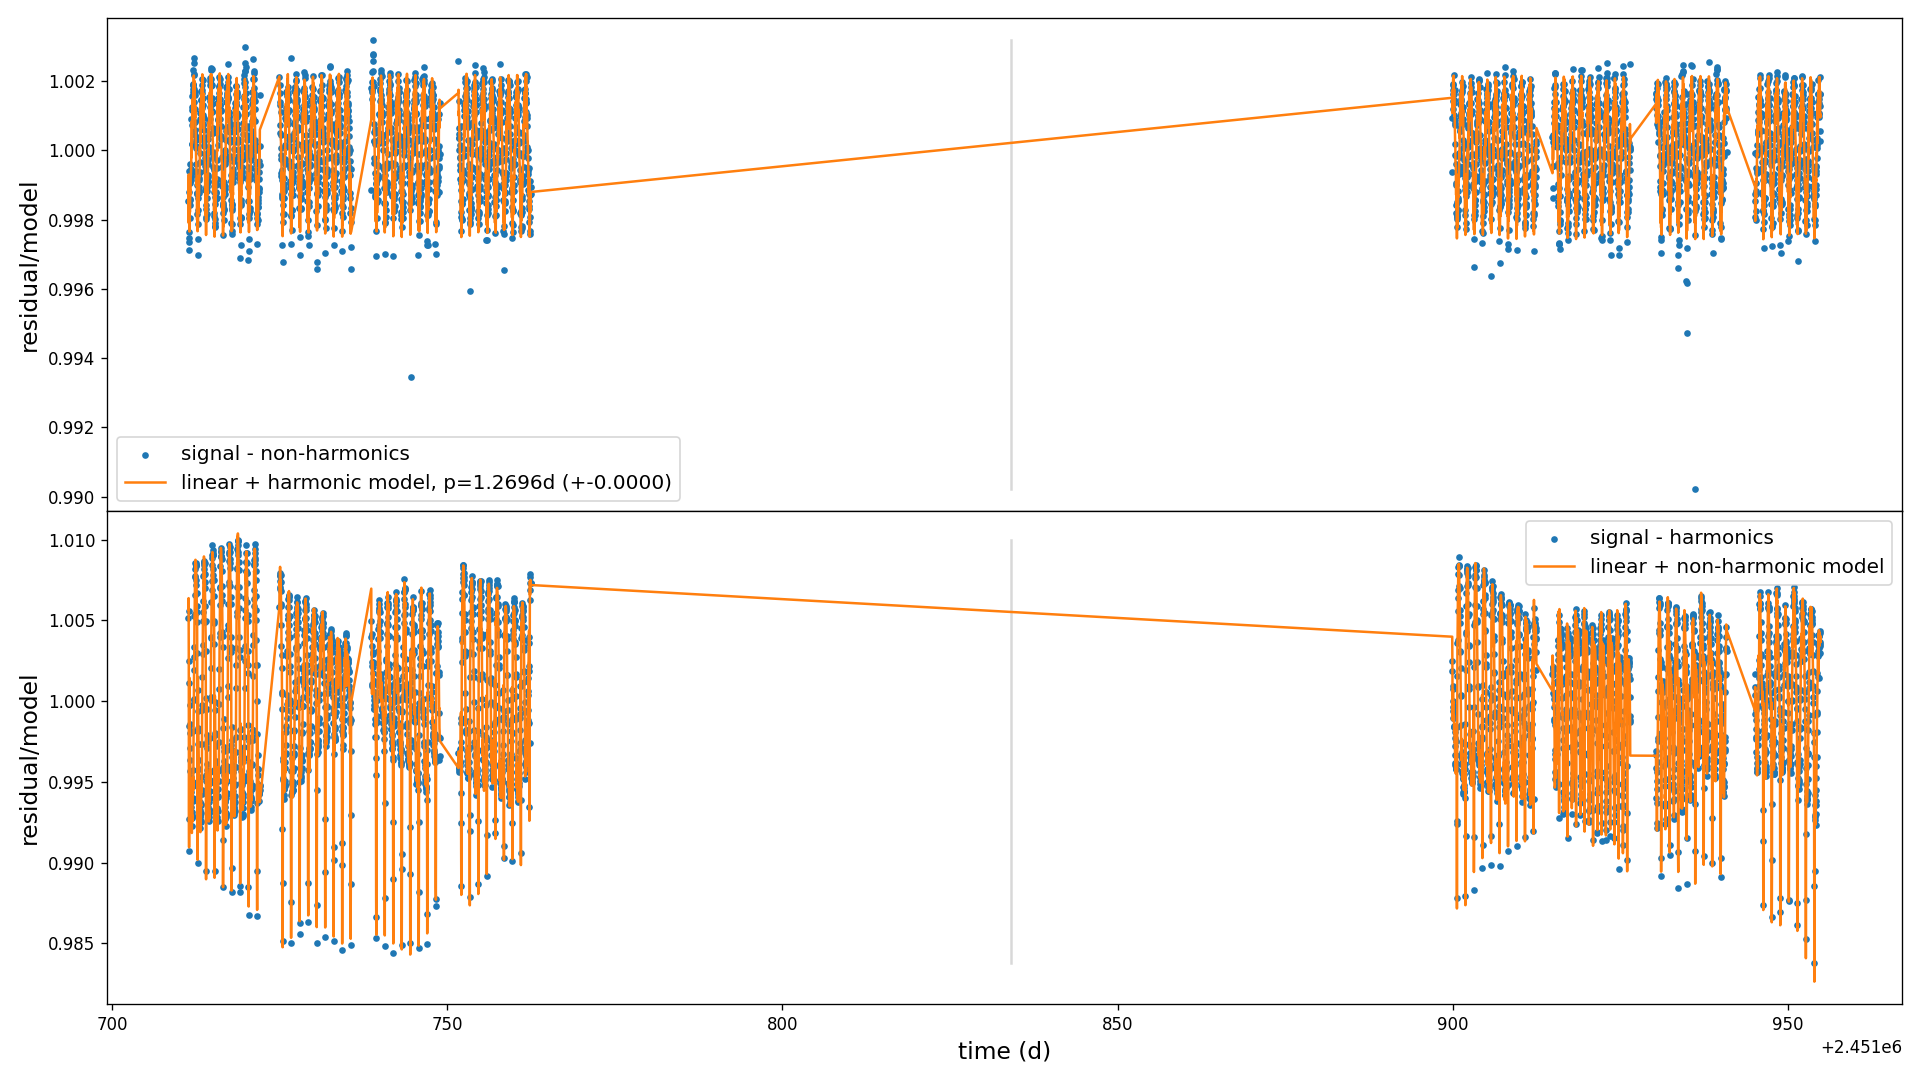 residual/model
1.002
1.000
0.998
0.996
0.994
0.992
0.990
signal - non-harmonics
linear + harmonic model, p=1.2696d (+-0.0000)
residual/model
1.010
1.005
1.000
0.995
0.990
0.985
signal - harmonics
linear + non-harmonic model
700 750 800 850 900 950
time (d)
+2.451e6